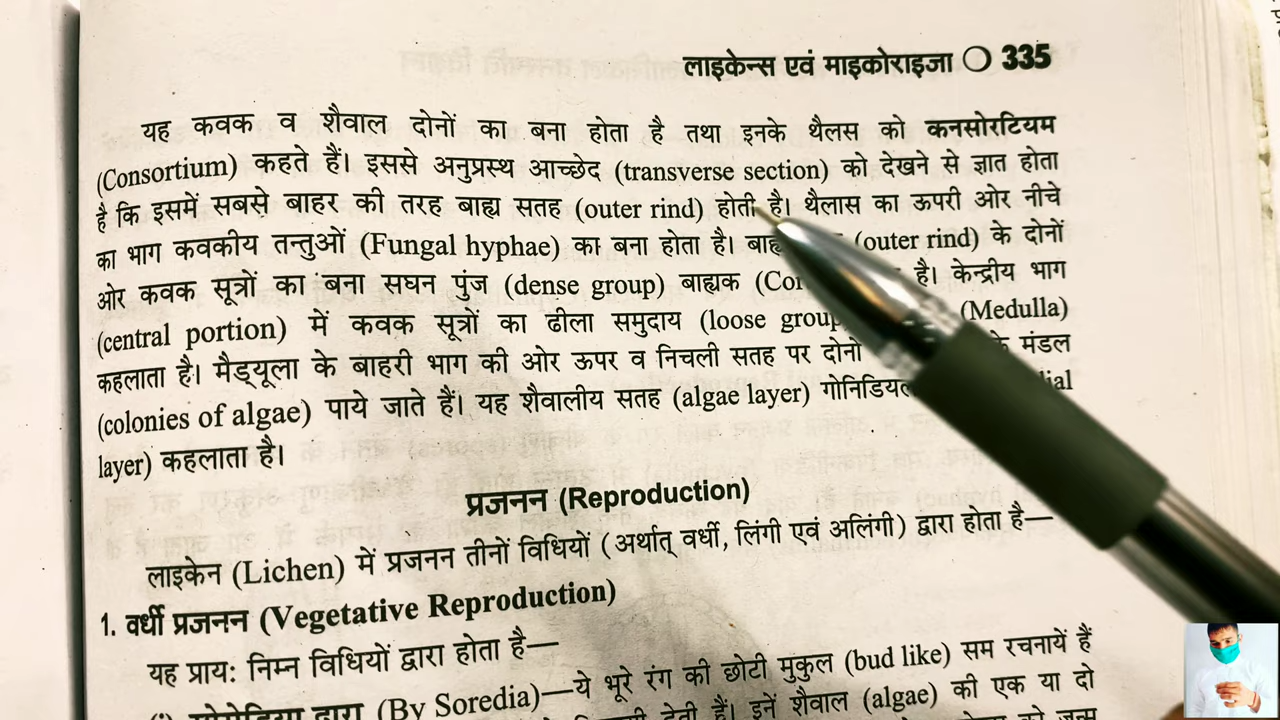 लाइकेन्स एवं माइकोराइजा ○ 335
यह कवक व शैवाल दोनों का बना होता है तथा इनके थैलस को कनसोरटियम
(Consortium) कहते हैं। इससे अनुप्रस्थ आच्छेद (transverse section) को देखने से ज्ञात होता
है कि इसमें सबसे बाहर की तरह बाह्य सतह (outer rind) होती है। थैलास का ऊपरी ओर नीचे
का भाग कवकीय तन्तुओं (Fungal hyphae) का बना होता है। (outer rind) के दोनों
ओर कवक सूत्रों का बना सघन पुंज (dense group) बाह्यक है। केन्द्रीय भाग
(central portion) में कवक सूत्रों का ढीला समुदाय (loose (Medulla)
कहलाता है। मैड्यूला के बाहरी भाग की ओर ऊपर व निचली सतह पर दोनों मंडल
(colonies of algae) पाये जाते हैं। यह शैवालीय सतह (algae layer)
layer) कहलाता है।
प्रजनन (Reproduction)
लाइकेन (Lichen) में प्रजनन तीनों विधियों (अर्थात् वर्धी, लिंगी एवं अलिंगी) द्वारा होता है—
1. वर्धी प्रजनन (Vegetative Reproduction)
यह प्राय: निम्न विधियों द्वारा होता है—
(By Soredia)—ये भूरे रंग की छोटी मुकुल (bud like) सम रचनायें हैं
देती हैं। इनें शैवाल (algae) की एक या दो